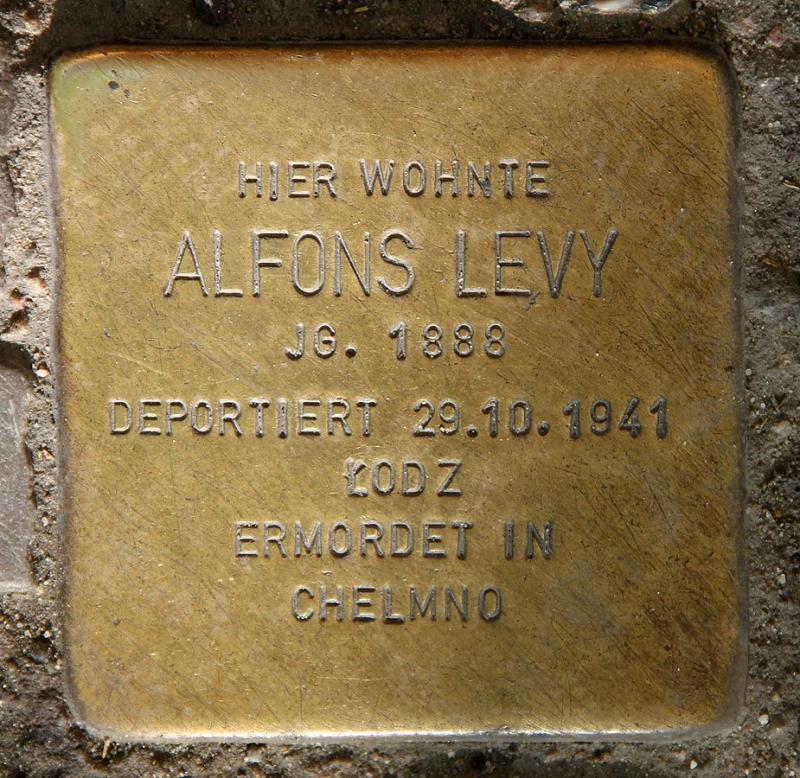 HIER WOHNTE
ALFONS LEVY
JG. 1888
DEPORTIERT 29.10.1941
ŁODZ
ERMORDET IN
CHELMNO